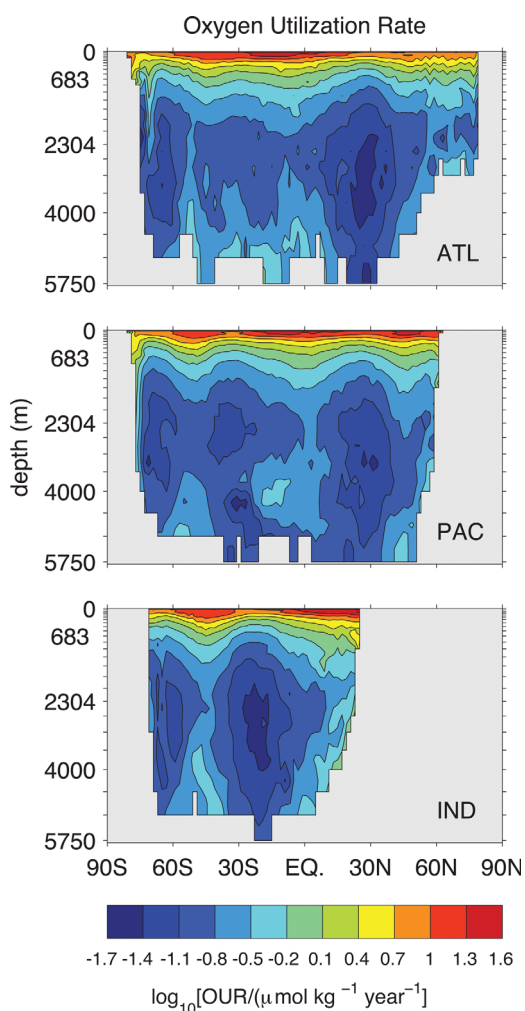 Oxygen Utilization Rate
0
683
2304
4000
5750
ATL
0
683
2304
4000
5750
PAC
depth (m)
0
683
2304
4000
5750
IND
90S 60S 30S EQ. 30N 60N 90N
-1.7 -1.4 -1.1 -0.8 -0.5 -0.2 0.1 0.4 0.7 1 1.3 1.6
log₁₀[OUR/(μ mol kg ⁻¹ year⁻¹]